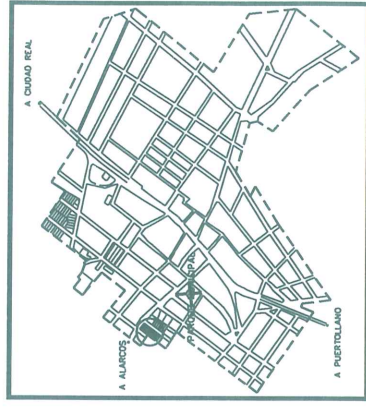 A CIUDAD REAL
A ALARCOS
PARQUE MUNICIPAL
A PUERTOLLANO